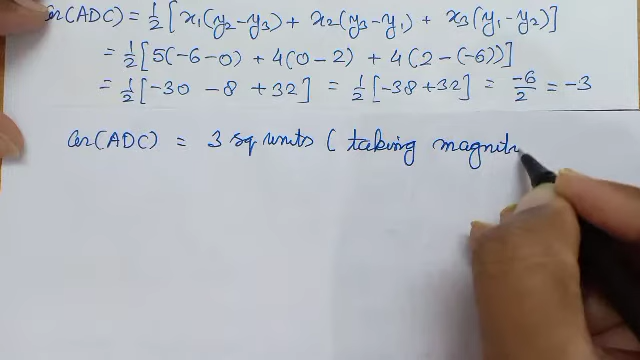 ar(ADC) = 1/2 [x₁(y₂-y₃) + x₂(y₃-y₁) + x₃(y₁-y₂)]
= 1/2 [5(-6-0) + 4(0-2) + 4(2-(-6))]
= 1/2 [-30 -8 +32] = 1/2 [-38+32] = -6/2 = -3
ar(ADC) = 3 sq units ( taking magnitu